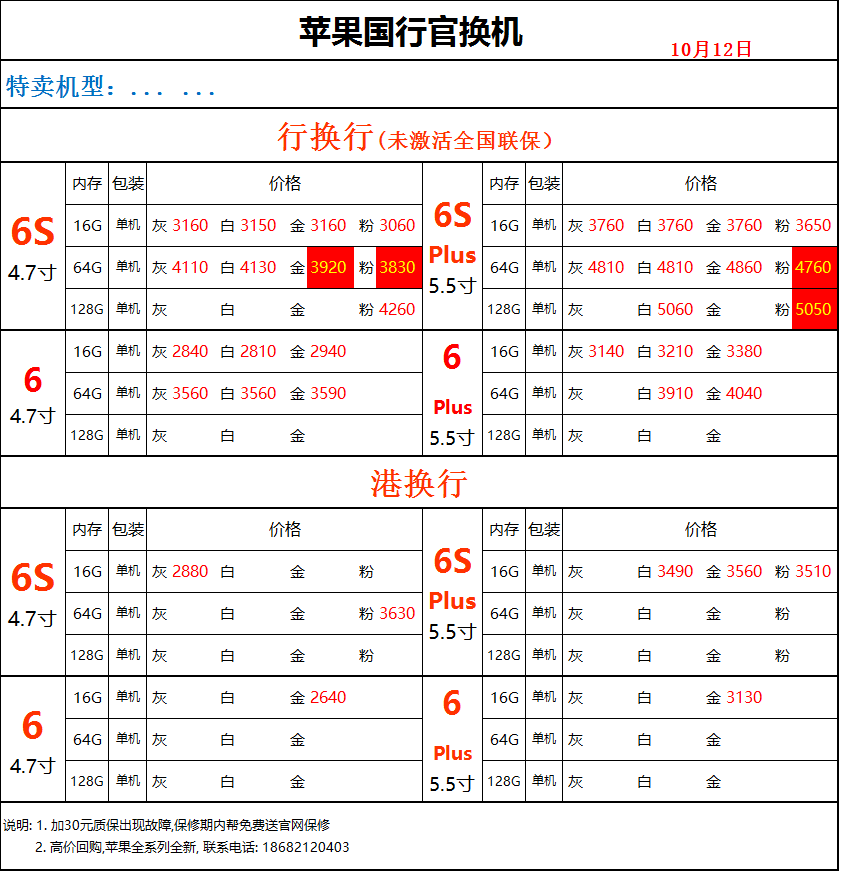 苹果国行官换机
10月12日
特卖机型：... ...
行换行(未激活全国联保）
6S
4.7寸
内存 包装 价格
16G 单机 灰 3160 白 3150 金 3160 粉 3060
64G 单机 灰 4110 白 4130 金 3920 粉 3830
128G 单机 灰 白 金 粉 4260
6S
Plus
5.5寸
内存 包装 价格
16G 单机 灰 3760 白 3760 金 3760 粉 3650
64G 单机 灰 4810 白 4810 金 4860 粉 4760
128G 单机 灰 白 5060 金 粉 5050
6
4.7寸
16G 单机 灰 2840 白 2810 金 2940
64G 单机 灰 3560 白 3560 金 3590
128G 单机 灰 白 金
6
Plus
5.5寸
16G 单机 灰 3140 白 3210 金 3380
64G 单机 灰 白 3910 金 4040
128G 单机 灰 白 金
港换行
6S
4.7寸
内存 包装 价格
16G 单机 灰 2880 白 金 粉
64G 单机 灰 白 金 粉 3630
128G 单机 灰 白 金 粉
6S
Plus
5.5寸
内存 包装 价格
16G 单机 灰 白 3490 金 3560 粉 3510
64G 单机 灰 白 金 粉
128G 单机 灰 白 金 粉
6
4.7寸
16G 单机 灰 白 金 2640
64G 单机 灰 白 金
128G 单机 灰 白 金
6
Plus
5.5寸
16G 单机 灰 白 金 3130
64G 单机 灰 白 金
128G 单机 灰 白 金
说明: 1. 加30元质保出现故障,保修期内帮免费送官网保修
2. 高价回购,苹果全系列全新, 联系电话: 18682120403